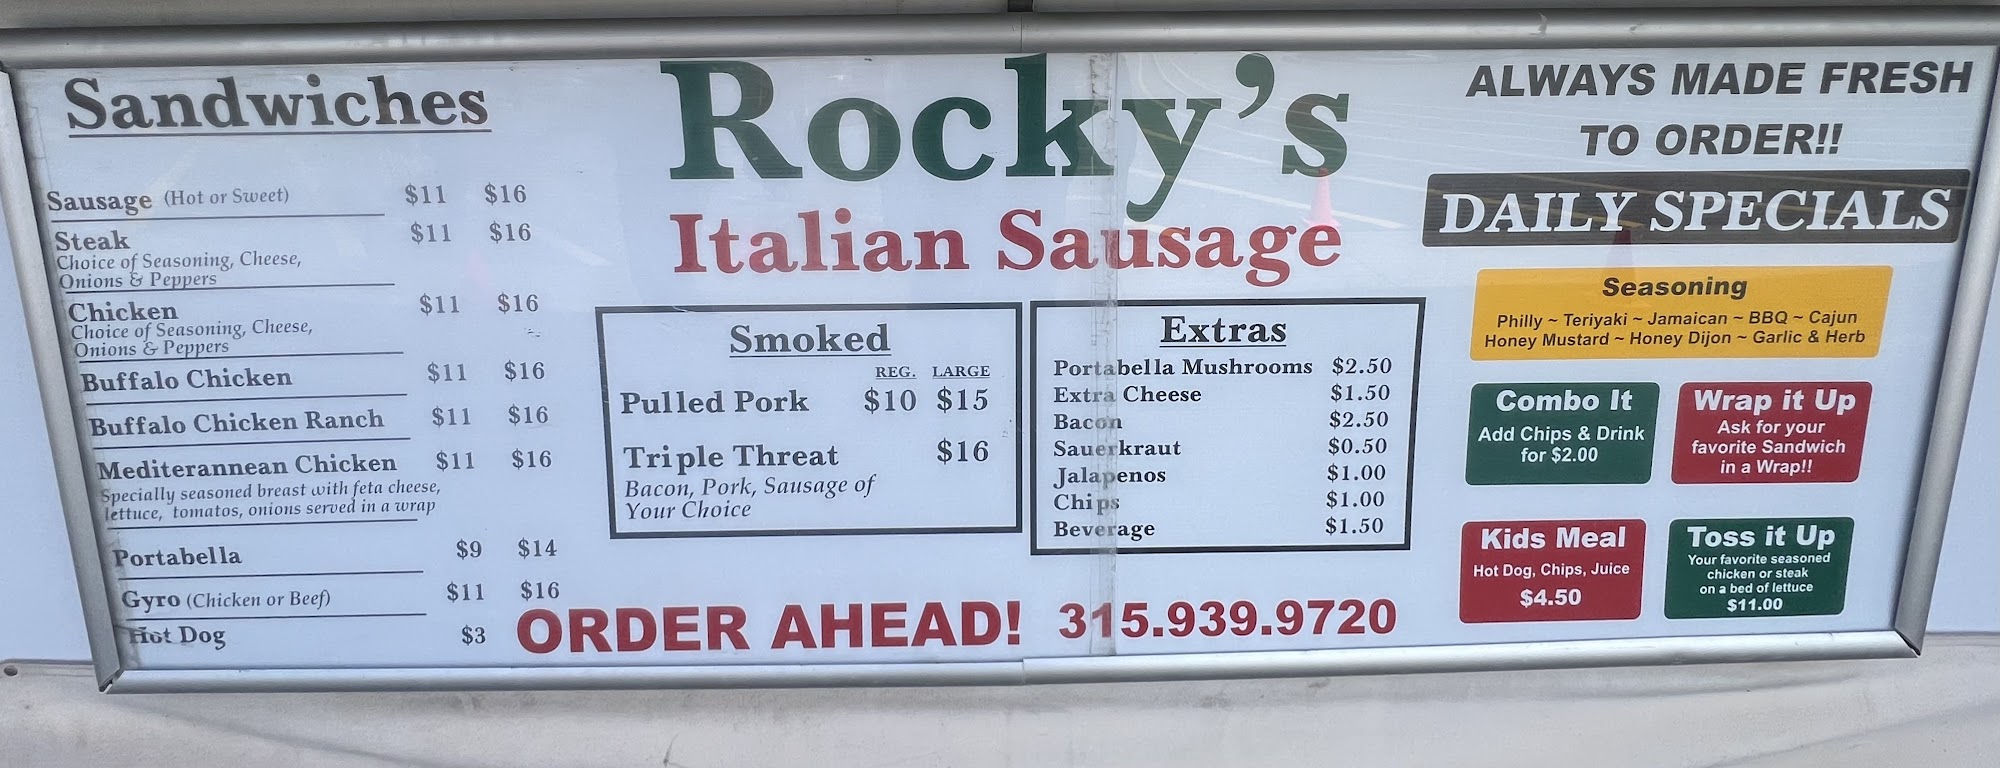 Sandwiches
Sausage (Hot or Sweet) $11 $16
Steak $11 $16
Choice of Seasoning, Cheese,
Onions & Peppers
Chicken $11 $16
Choice of Seasoning, Cheese,
Onions & Peppers
Buffalo Chicken $11 $16
Buffalo Chicken Ranch $11 $16
Mediterannean Chicken $11 $16
Specially seasoned breast with feta cheese,
lettuce, tomatos, onions served in a wrap
Portabella $9 $14
Gyro (Chicken or Beef) $11 $16
Hot Dog $3
Rocky's
Italian Sausage
Smoked
REG. LARGE
Pulled Pork $10 $15
Triple Threat $16
Bacon, Pork, Sausage of
Your Choice
Extras
Portabella Mushrooms $2.50
Extra Cheese $1.50
Bacon $2.50
Sauerkraut $0.50
Jalapenos $1.00
Chips $1.00
Beverage $1.50
ORDER AHEAD! 315.939.9720
ALWAYS MADE FRESH
TO ORDER!!
DAILY SPECIALS
Seasoning
Philly ~ Teriyaki ~ Jamaican ~ BBQ ~ Cajun
Honey Mustard ~ Honey Dijon ~ Garlic & Herb
Combo It
Add Chips & Drink
for $2.00
Wrap it Up
Ask for your
favorite Sandwich
in a Wrap!!
Kids Meal
Hot Dog, Chips, Juice
$4.50
Toss it Up
Your favorite seasoned
chicken or steak
on a bed of lettuce
$11.00